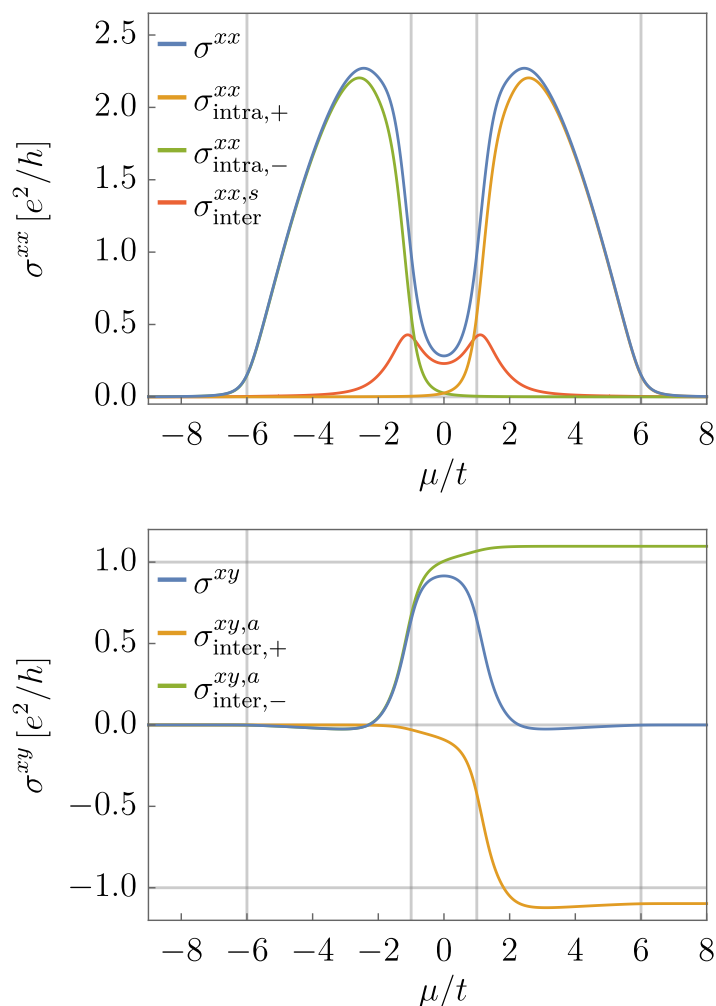 2.5
2.0
1.5
1.0
0.5
0.0
σ^{xx} [e^2/h]
σ^{xx}
σ^{xx}_{intra,+}
σ^{xx}_{intra,−}
σ^{xx,s}_{inter}
−8 −6 −4 −2 0 2 4 6 8
μ/t
1.0
0.5
0.0
−0.5
−1.0
σ^{xy} [e^2/h]
σ^{xy}
σ^{xy,a}_{inter,+}
σ^{xy,a}_{inter,−}
−8 −6 −4 −2 0 2 4 6 8
μ/t